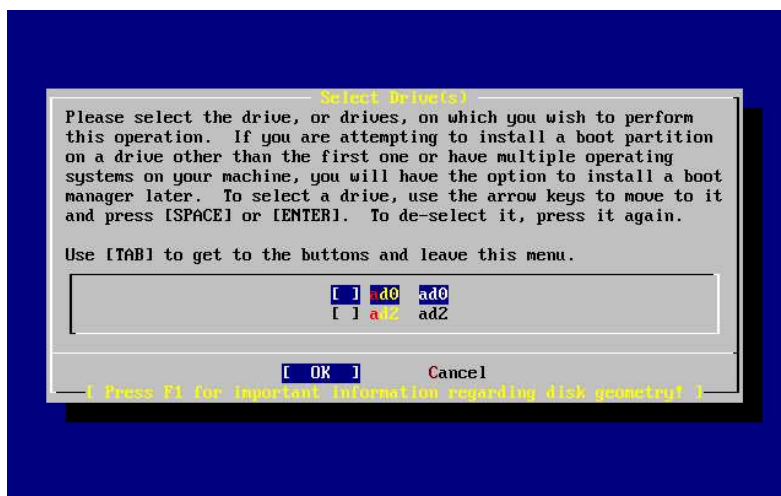 Select Drive(s)
Please select the drive, or drives, on which you wish to perform
this operation.  If you are attempting to install a boot partition
on a drive other than the first one or have multiple operating
systems on your machine, you will have the option to install a boot
manager later.  To select a drive, use the arrow keys to move to it
and press [SPACE] or [ENTER].  To de-select it, press it again.
Use [TAB] to get to the buttons and leave this menu.
[ ] ad0  ad0
[ ] ad2  ad2
[  OK  ]  Cancel
[ Press F1 for important information regarding disk geometry! ]